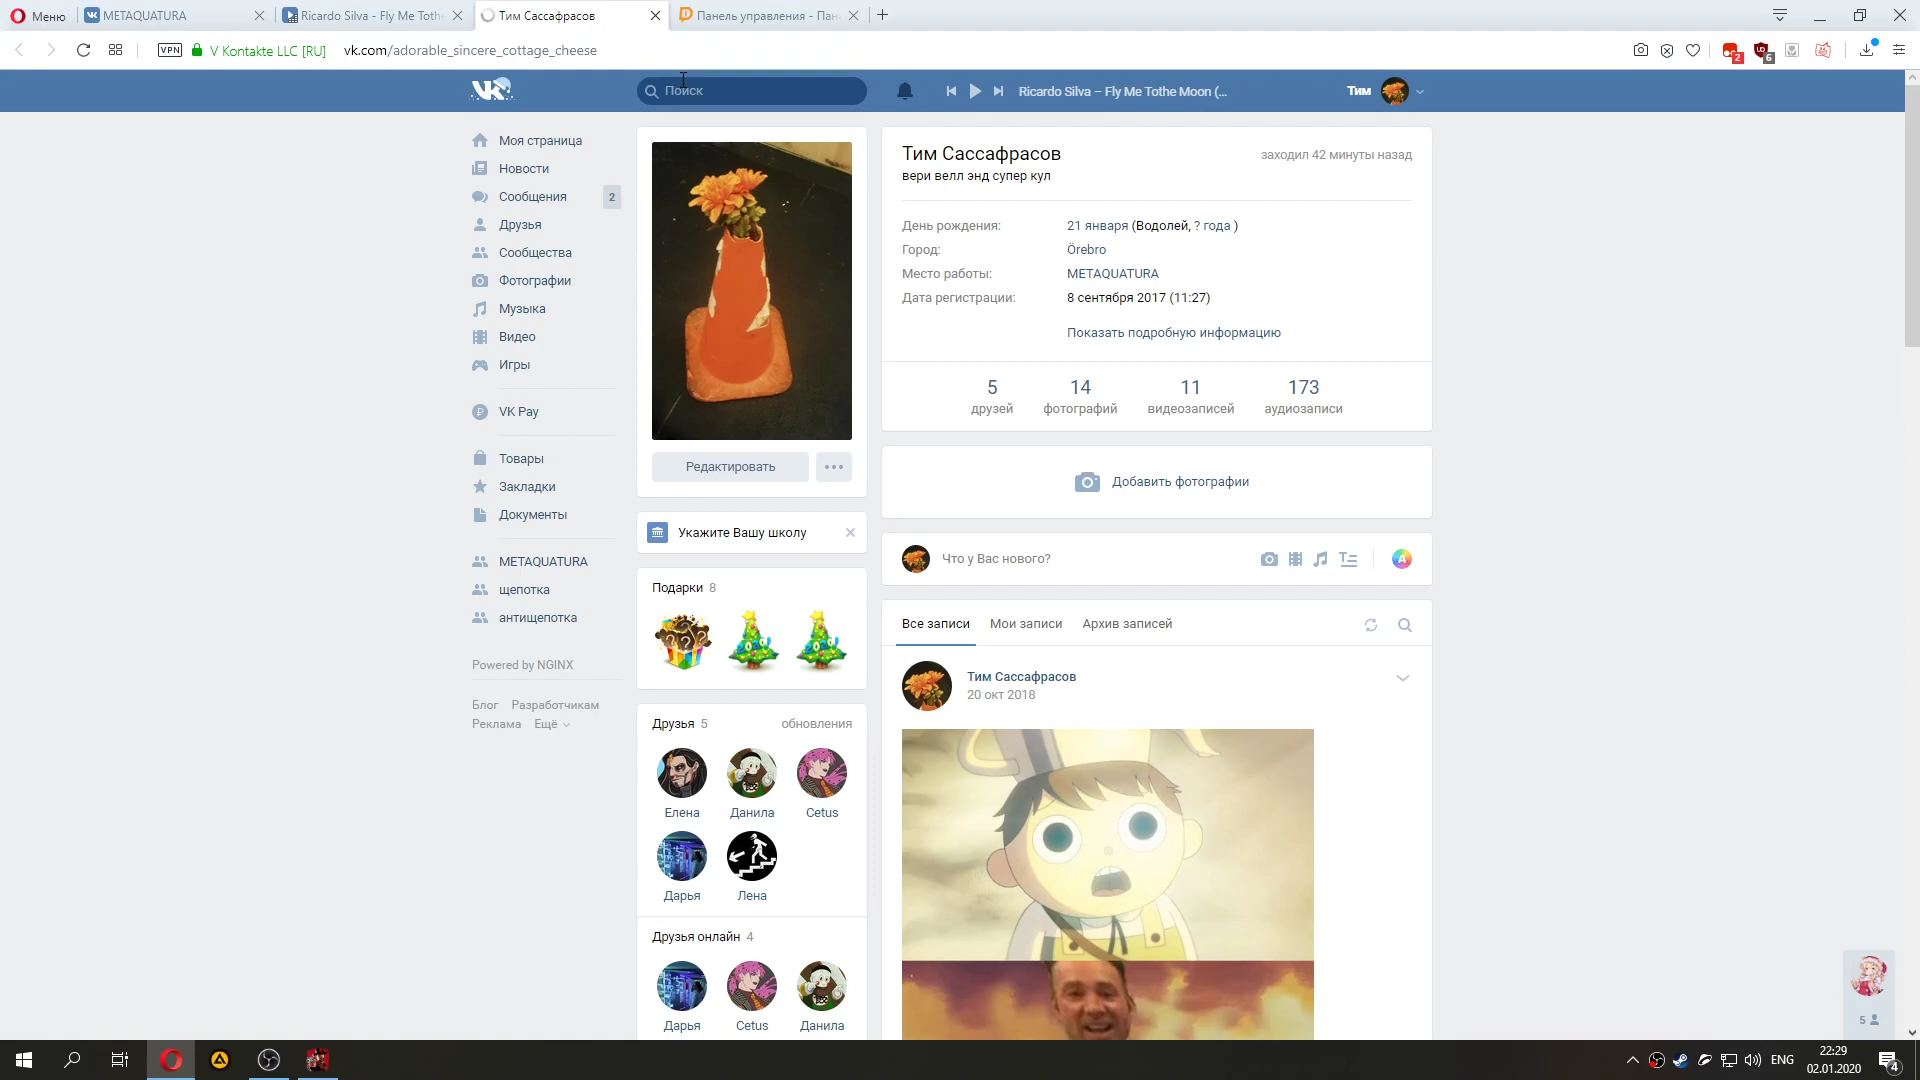 Меню
METAQUATURA
Ricardo Silva - Fly Me Toth
Тим Сассафрасов
Панель управления - Пан
VPN
V Kontakte LLC [RU]
vk.com/adorable_sincere_cottage_cheese
2
6
Поиск
Ricardo Silva – Fly Me Tothe Moon (...
Тим
Моя страница
Новости
Сообщения
2
Друзья
Сообщества
Фотографии
Музыка
Видео
Игры
VK Pay
Товары
Закладки
Документы
METAQUATURA
щепотка
антищепотка
Powered by NGINX
Блог Разработчикам
Реклама Ещё
Редактировать
Укажите Вашу школу
Подарки 8
Друзья 5
обновления
Елена
Данила
Cetus
Дарья
Лена
Друзья онлайн 4
Дарья
Cetus
Данила
Тим Сассафрасов
заходил 42 минуты назад
вери велл энд супер кул
День рождения:
21 января (Водолей, ? года )
Город:
Örebro
Место работы:
METAQUATURA
Дата регистрации:
8 сентября 2017 (11:27)
Показать подробную информацию
5
друзей
14
фотографий
11
видеозаписей
173
аудиозаписи
Добавить фотографии
Что у Вас нового?
Все записи
Мои записи
Архив записей
Тим Сассафрасов
20 окт 2018
5
ENG
22:29
02.01.2020
4